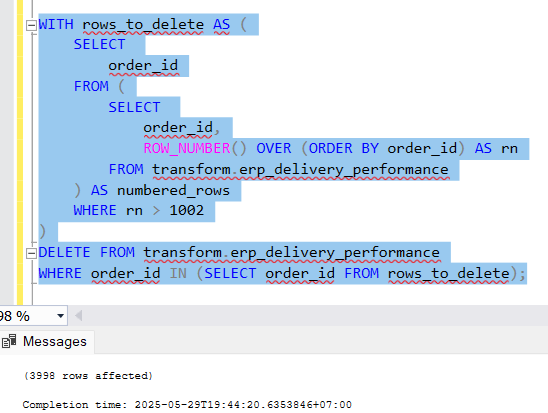 WITH rows_to_delete AS (
SELECT
order_id
FROM (
SELECT
order_id,
ROW_NUMBER() OVER (ORDER BY order_id) AS rn
FROM transform.erp_delivery_performance
) AS numbered_rows
WHERE rn > 1002
)
DELETE FROM transform.erp_delivery_performance
WHERE order_id IN (SELECT order_id FROM rows_to_delete);
98 %
Messages
(3998 rows affected)
Completion time: 2025-05-29T19:44:20.6353846+07:00